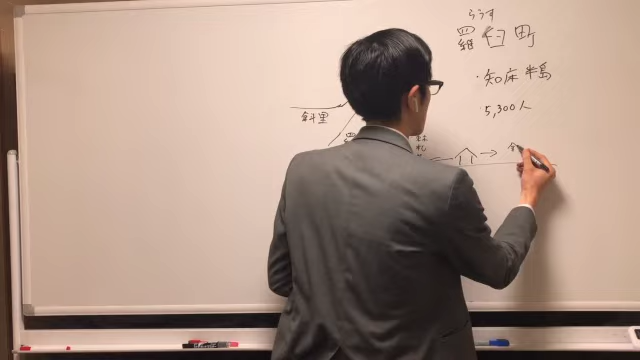 らうす
羅臼町
・知床半島
5,300人
斜里